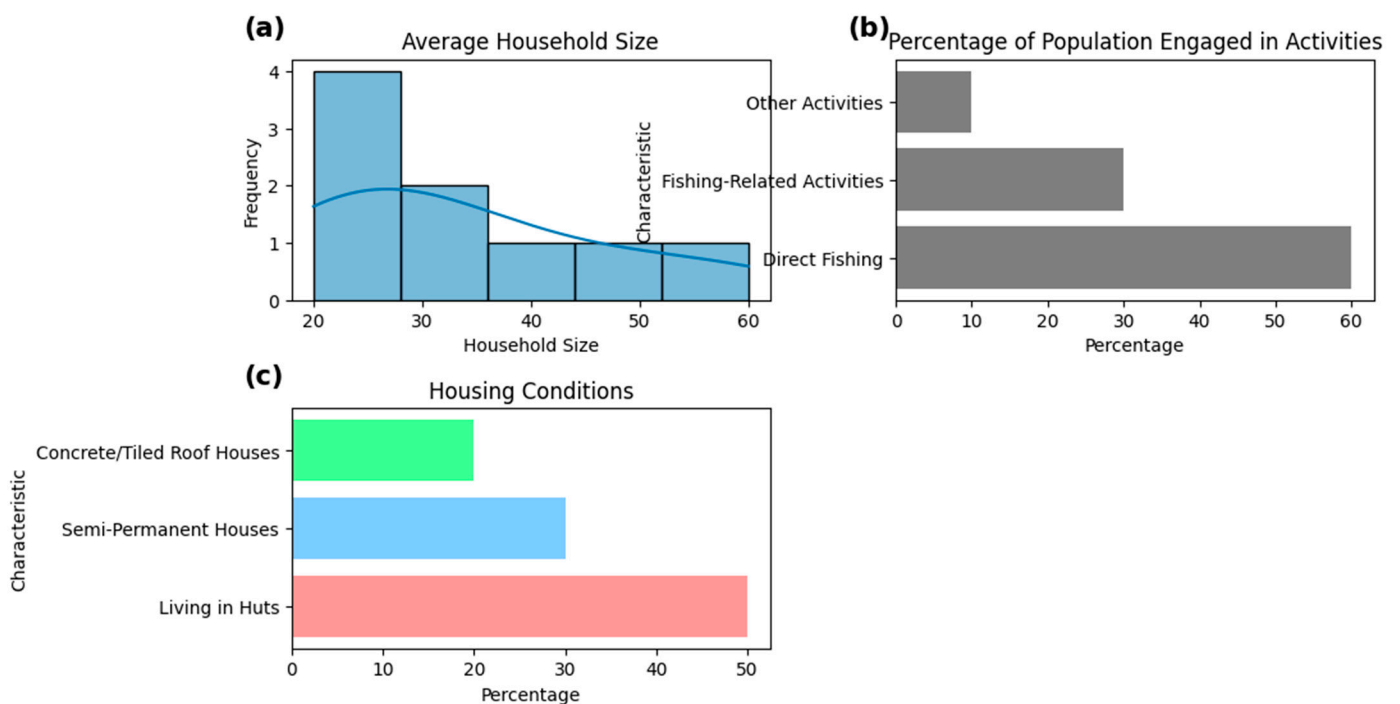 (a)
Average Household Size
Frequency
4
3
2
1
0
20 30 40 50 60
Household Size
(b)
Percentage of Population Engaged in Activities
Characteristic
Other Activities
Fishing-Related Activities
Direct Fishing
0 10 20 30 40 50 60
Percentage
(c)
Housing Conditions
Characteristic
Concrete/Tiled Roof Houses
Semi-Permanent Houses
Living in Huts
0 10 20 30 40 50
Percentage